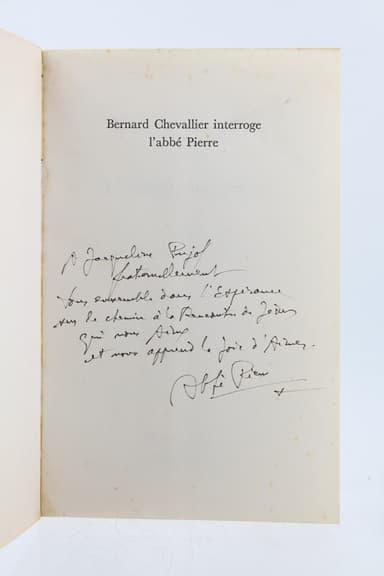 Bernard Chevallier interroge
l'abbé Pierre
A Jacqueline Pujol
fraternellement
Tous ensemble dans l'Espérance
sur le chemin à la Rencontre de Jésus
qui nous Aime
et nous apprend la Joie d'Aimer.
Abbé Pierre